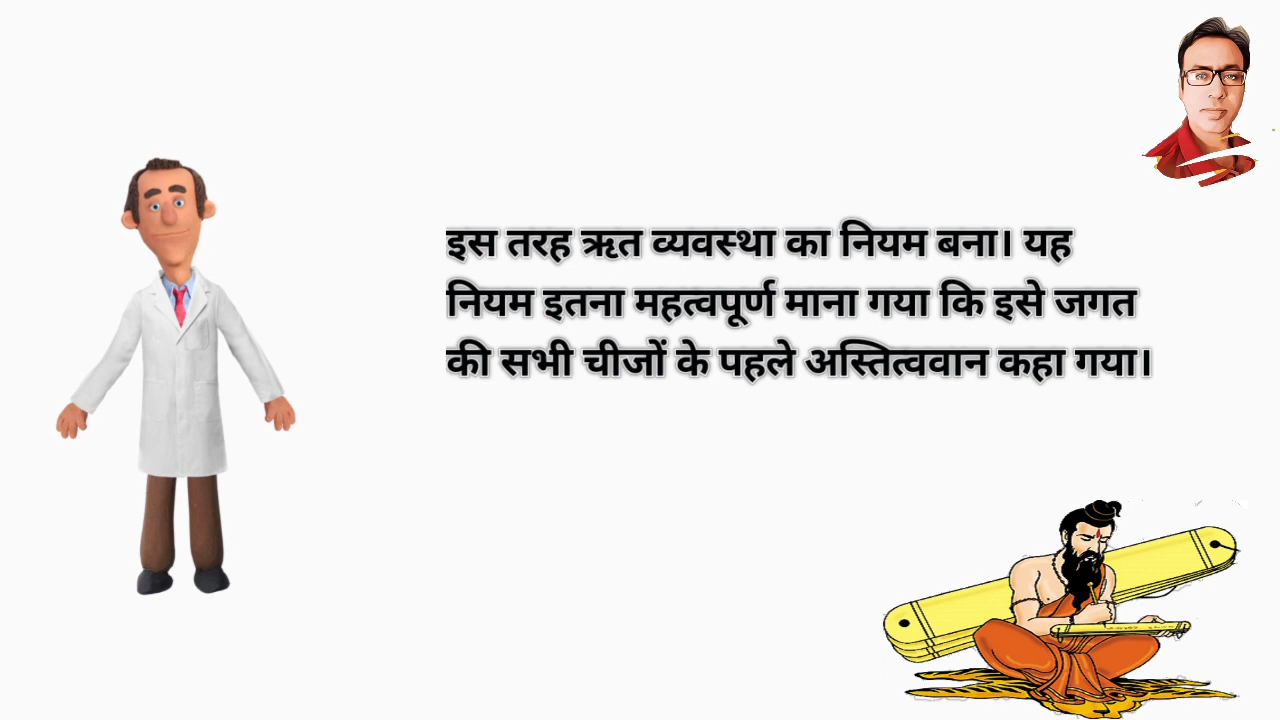 इस तरह ऋत व्यवस्था का नियम बना। यह
नियम इतना महत्वपूर्ण माना गया कि इसे जगत
की सभी चीजों के पहले अस्तित्ववान कहा गया।